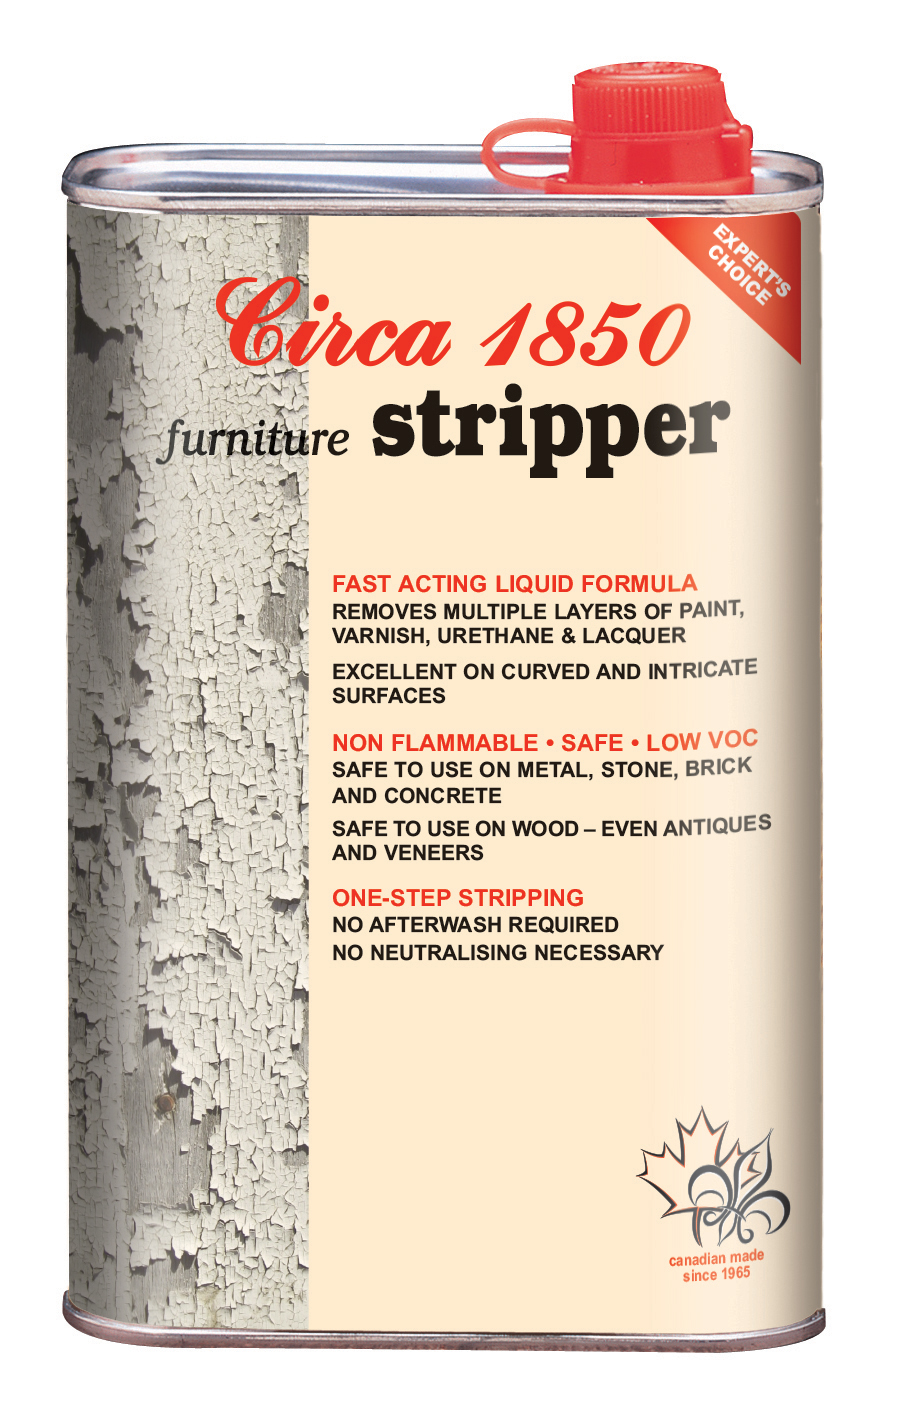 EXPERT'S
CHOICE
Circa 1850
furniture stripper
FAST ACTING LIQUID FORMULA
REMOVES MULTIPLE LAYERS OF PAINT,
VARNISH, URETHANE & LACQUER
EXCELLENT ON CURVED AND INTRICATE
SURFACES
NON FLAMMABLE • SAFE • LOW VOC
SAFE TO USE ON METAL, STONE, BRICK
AND CONCRETE
SAFE TO USE ON WOOD – EVEN ANTIQUES
AND VENEERS
ONE-STEP STRIPPING
NO AFTERWASH REQUIRED
NO NEUTRALISING NECESSARY
canadian made
since 1965